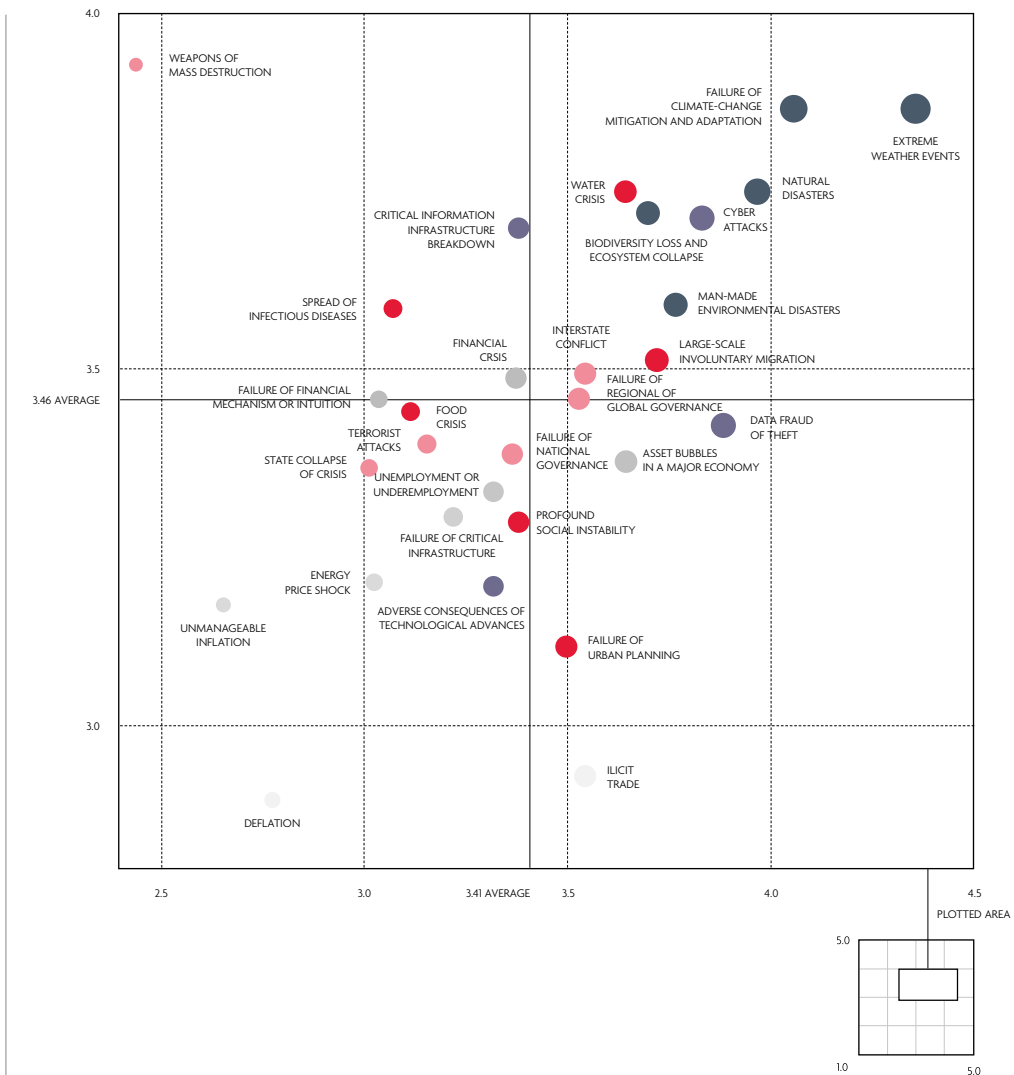 4.0
WEAPONS OF
MASS DESTRUCTION
FAILURE OF
CLIMATE-CHANGE
MITIGATION AND ADAPTATION
EXTREME
WEATHER EVENTS
WATER
CRISIS
NATURAL
DISASTERS
CRITICAL INFORMATION
INFRASTRUCTURE
BREAKDOWN
CYBER
ATTACKS
BIODIVERSITY LOSS AND
ECOSYSTEM COLLAPSE
SPREAD OF
INFECTIOUS DISEASES
MAN-MADE
ENVIRONMENTAL DISASTERS
INTERSTATE
CONFLICT
FINANCIAL
CRSIS
LARGE-SCALE
INVOLUNTARY MIGRATION
3.5
FAILURE OF
REGIONAL OF
GLOBAL GOVERNANCE
FAILURE OF FINANCIAL
MECHANISM OR INTUITION
3.46 AVERAGE
FOOD
CRISIS
DATA FRAUD
OF THEFT
TERRORIST
ATTACKS
FAILURE OF
NATIONAL
GOVERNANCE
ASSET BUBBLES
IN A MAJOR ECONOMY
STATE COLLAPSE
OF CRISIS
UNEMPLOYMENT OR
UNDEREMPLOYMENT
PROFOUND
SOCIAL INSTABILITY
FAILURE OF CRITICAL
INFRASTRUCTURE
ENERGY
PRICE SHOCK
ADVERSE CONSEQUENCES OF
TECHNOLOGICAL ADVANCES
UNMANAGEABLE
INFLATION
FAILURE OF
URBAN PLANNING
3.0
ILICIT
TRADE
DEFLATION
2.5
3.0
3.41 AVERAGE
3.5
4.0
4.5
PLOTTED AREA
5.0
1.0
5.0